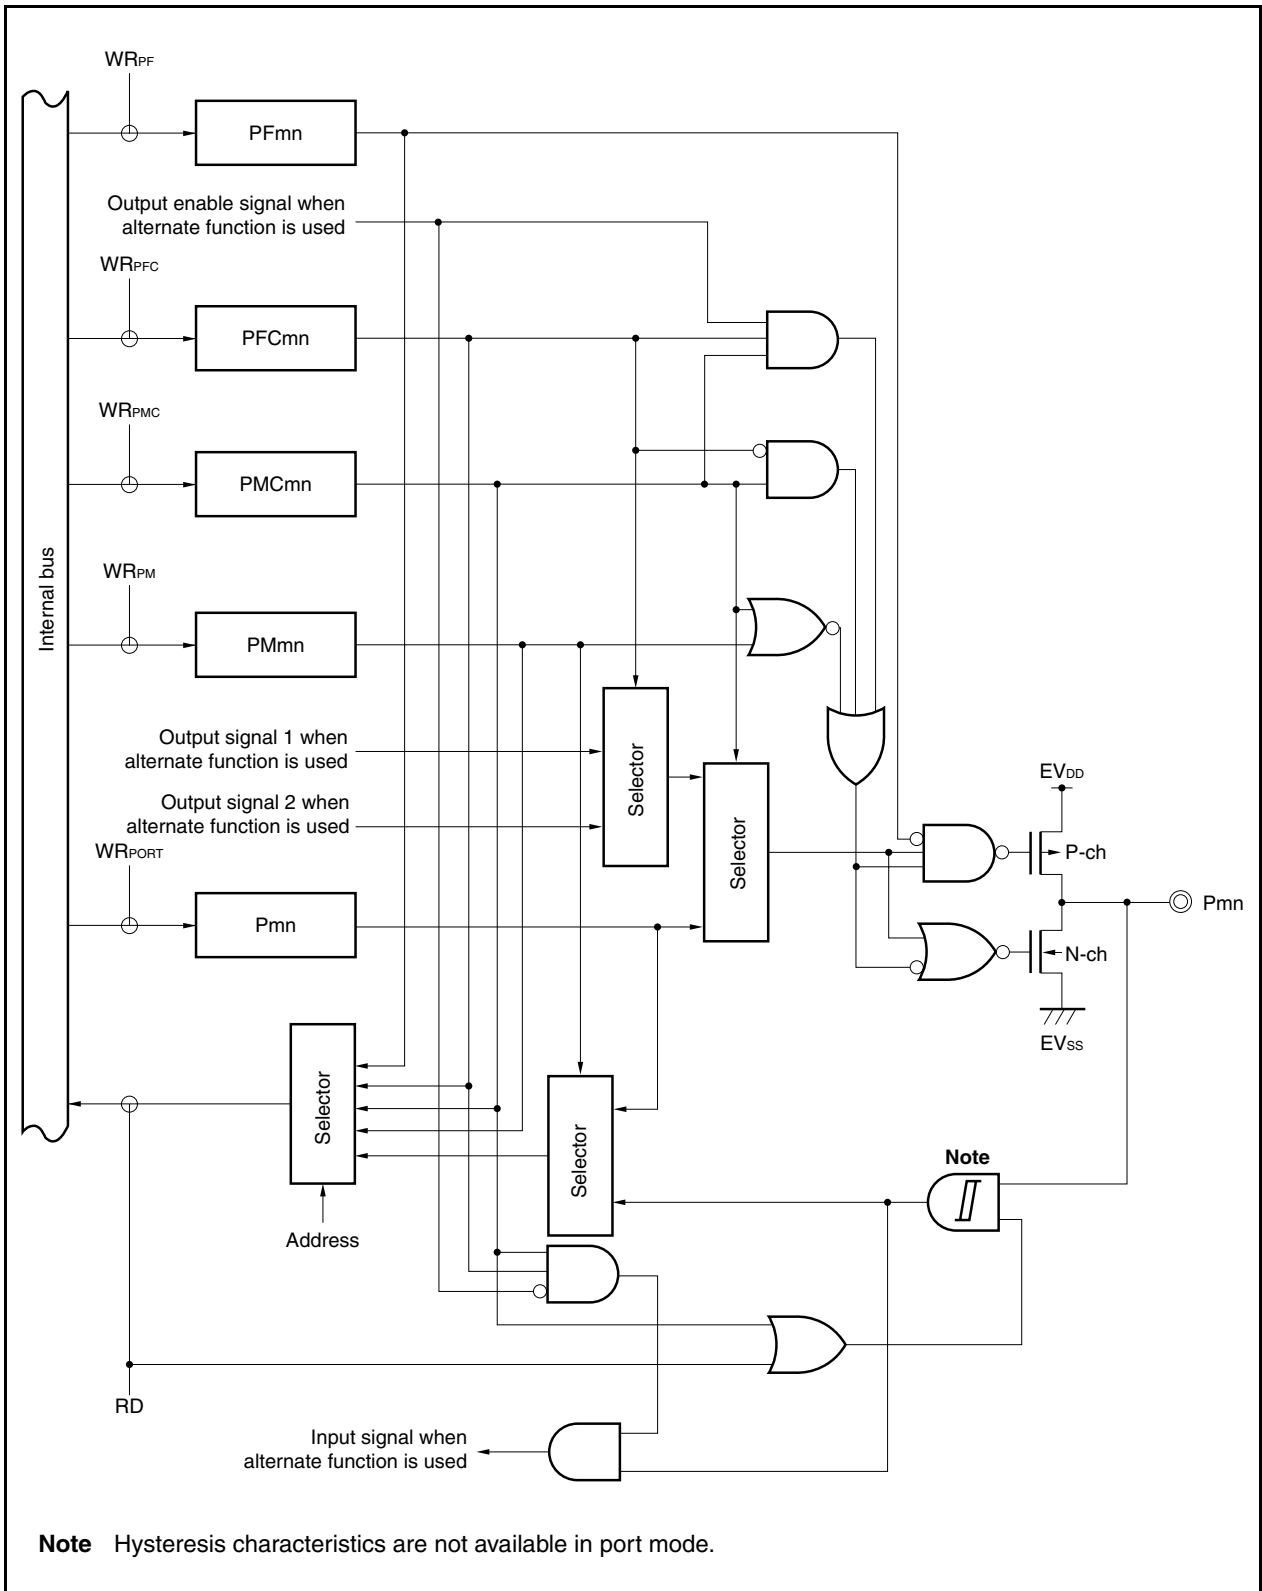 WRPF
PFmn
Output enable signal when
alternate function is used
WRPFC
PFCmn
WRPMC
PMCmn
Internal bus
WRPM
PMmn
Output signal 1 when
alternate function is used
Selector
Output signal 2 when
alternate function is used
Selector
EVDD
P-ch
WRPORT
Pmn
Pmn
N-ch
EVSS
Selector
Selector
Note
Address
RD
Input signal when
alternate function is used
Note Hysteresis characteristics are not available in port mode.